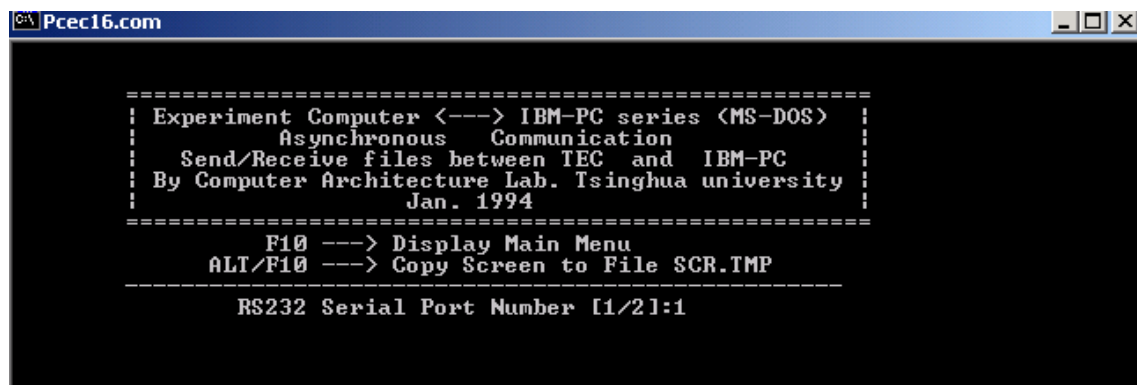 Pcec16.com
=====================================================
¦ Experiment Computer <---> IBM-PC series (MS-DOS) ¦
¦ Asynchronous Communication ¦
¦ Send/Receive files between TEC and IBM-PC ¦
¦ By Computer Architecture Lab. Tsinghua university ¦
¦ Jan. 1994 ¦
=====================================================
F10 ---> Display Main Menu
ALT/F10 ---> Copy Screen to File SCR.TMP
---------------------------------------------------
RS232 Serial Port Number [1/2]:1